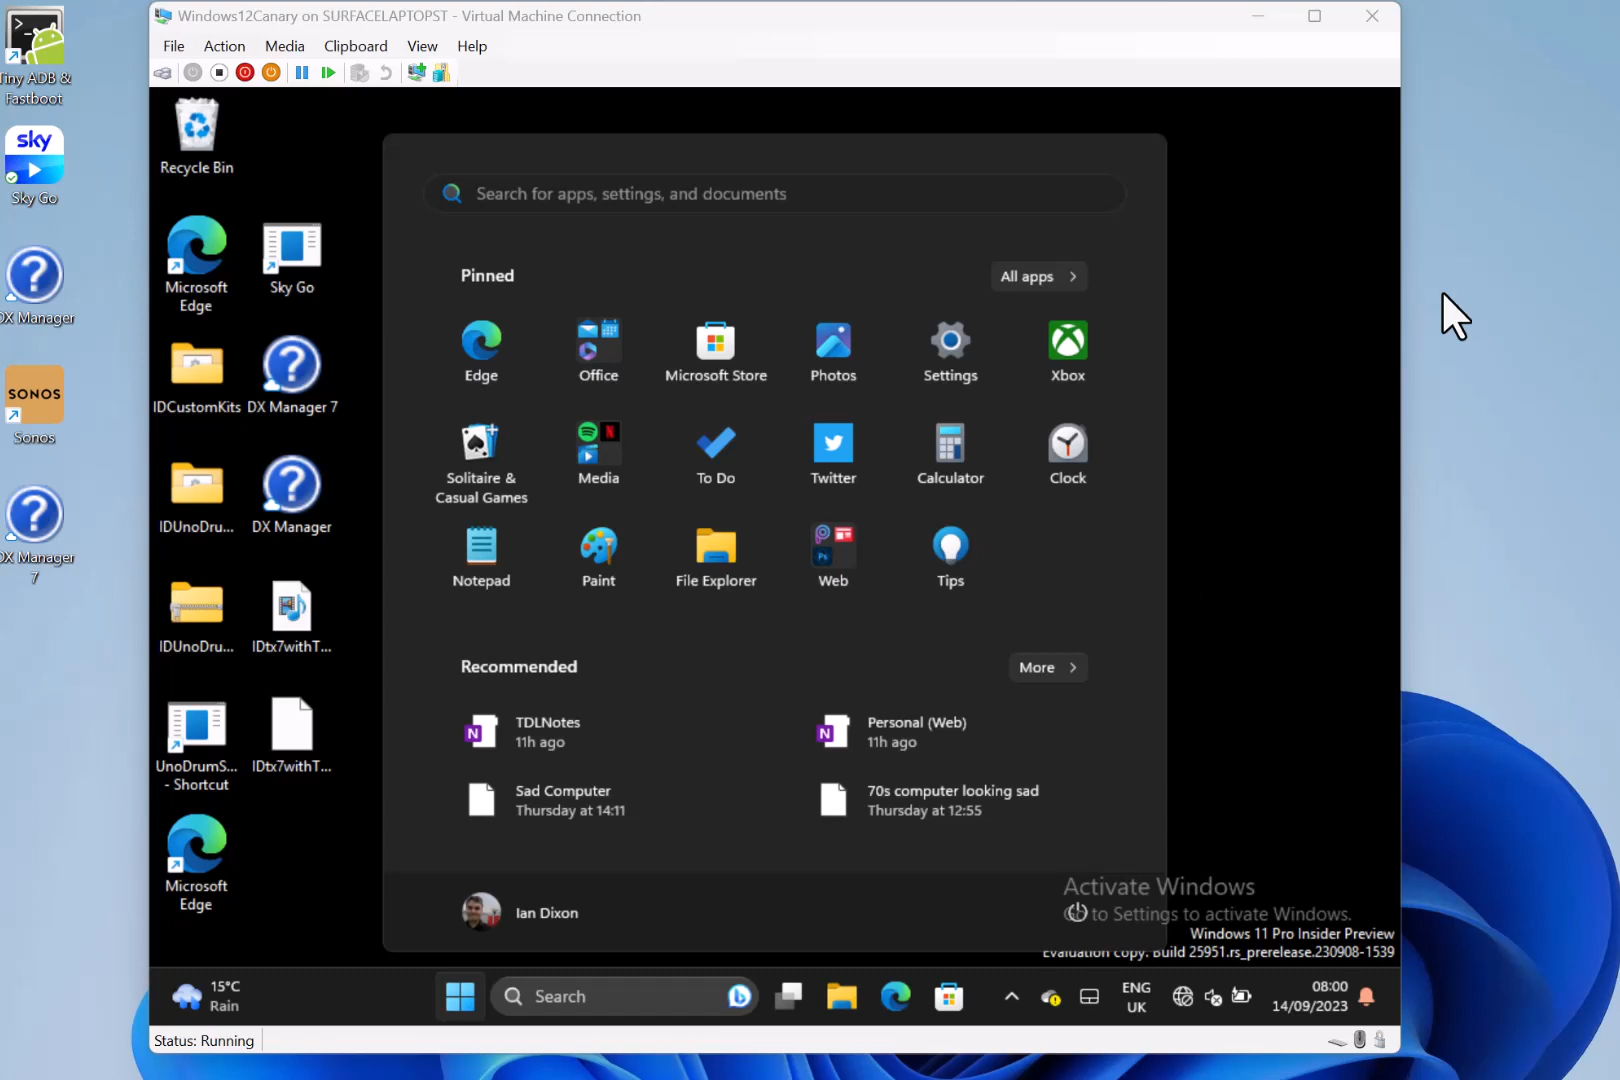 Windows12Canary on SURFACELAPTOPST - Virtual Machine Connection
File Action Media Clipboard View Help
Tiny ADB &
Fastboot
sky
Sky Go
DX Manager
SONOS
Sonos
DX Manager
7
Recycle Bin
Microsoft
Edge
Sky Go
IDCustomKits
DX Manager 7
IDUnoDru...
DX Manager
IDUnoDru...
IDtx7withT...
UnoDrumS...
- Shortcut
IDtx7withT...
Microsoft
Edge
Search for apps, settings, and documents
Pinned
All apps
Edge
Office
Microsoft Store
Photos
Settings
Xbox
Solitaire &
Casual Games
Media
To Do
Twitter
Calculator
Clock
Notepad
Paint
File Explorer
Ps
Web
Tips
Recommended
More
N
TDLNotes
11h ago
N
Personal (Web)
11h ago
Sad Computer
Thursday at 14:11
70s computer looking sad
Thursday at 12:55
Ian Dixon
Activate Windows
Go to Settings to activate Windows.
Windows 11 Pro Insider Preview
Evaluation copy. Build 25951.rs_prerelease.230908-1539
15°C
Rain
Search
ENG
UK
08:00
14/09/2023
Status: Running